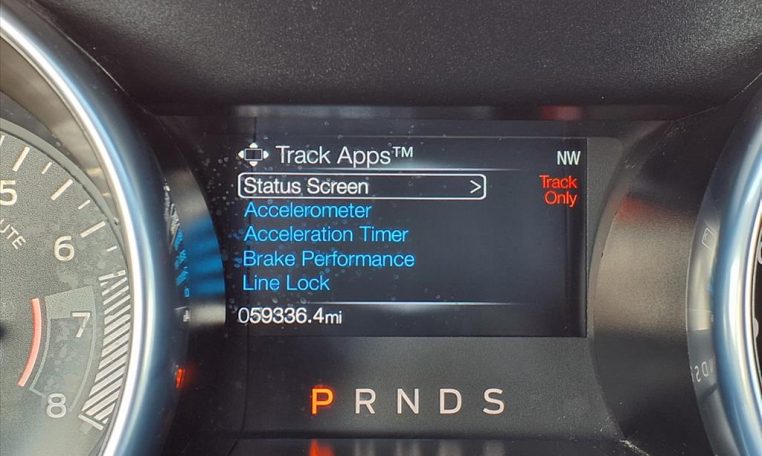 Track Apps™
NW
Status Screen >
Track
Only
Accelerometer
Acceleration Timer
Brake Performance
Line Lock
059336.4mi
P R N D S
5
6
7
8